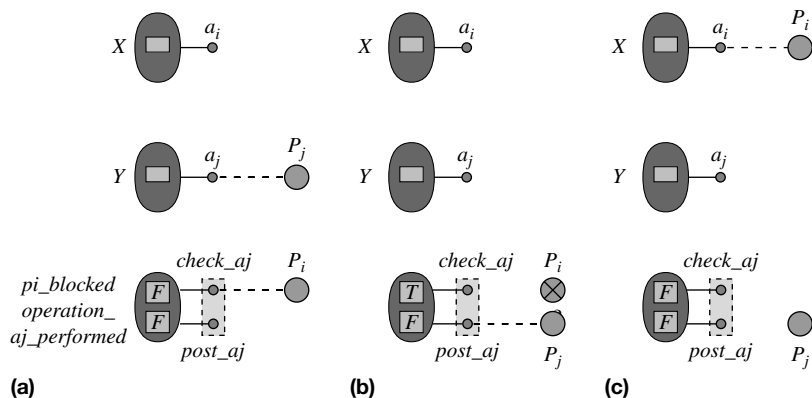 X a_i X a_i X a_i P_i
Y a_j P_j Y a_j Y a_j
check_aj P_i check_aj P_i check_aj
pi_blocked F T F
operation_
aj_performed F F F
post_aj post_aj P_j post_aj P_j
(a) (b) (c)